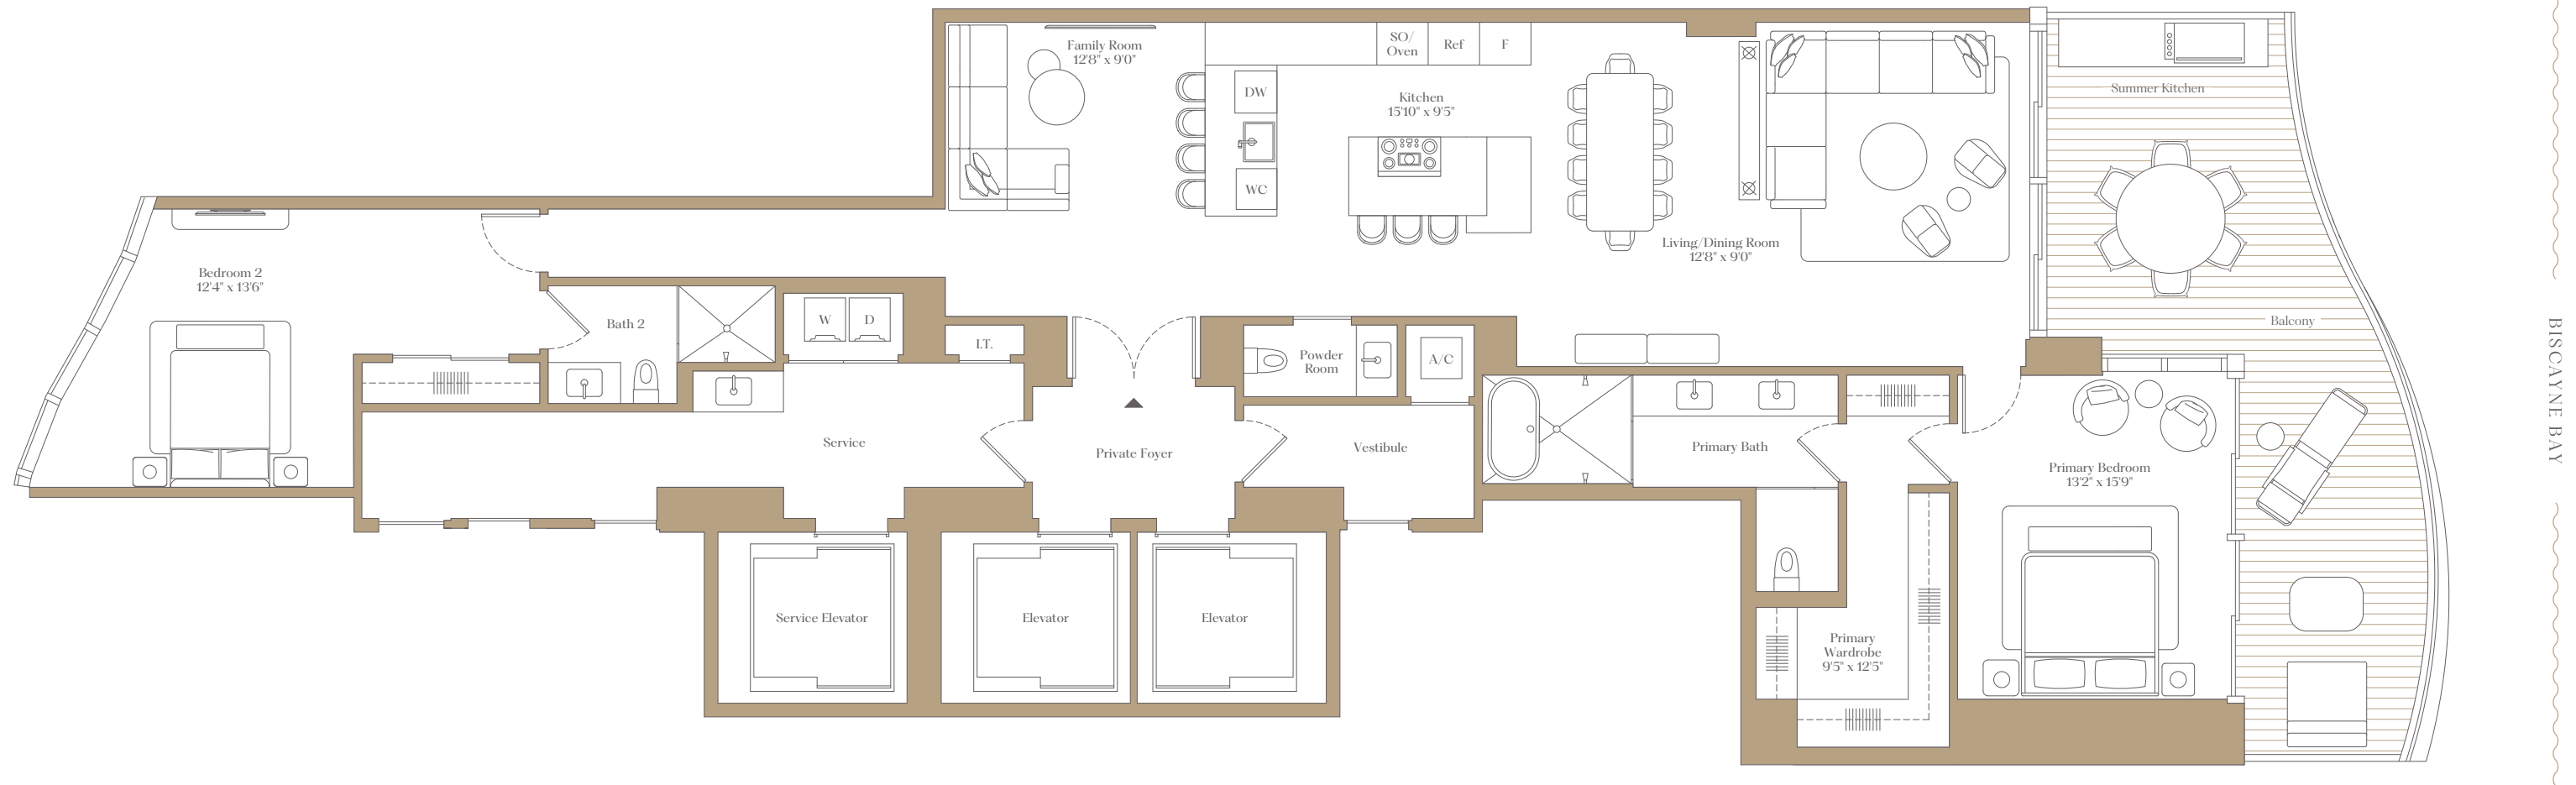 Family Room
12'8" x 9'0"
SO/
Oven
Ref
F
DW
WC
Kitchen
15'10" x 9'5"
Summer Kitchen
Living/Dining Room
12'8" x 9'0"
Balcony
Bedroom 2
12'4" x 13'6"
Bath 2
W
D
I.T.
Powder
Room
A/C
Service
Private Foyer
Vestibule
Primary Bath
Primary Bedroom
13'2" x 15'9"
Service Elevator
Elevator
Elevator
Primary
Wardrobe
9'5" x 12'5"
BISCAYNE BAY